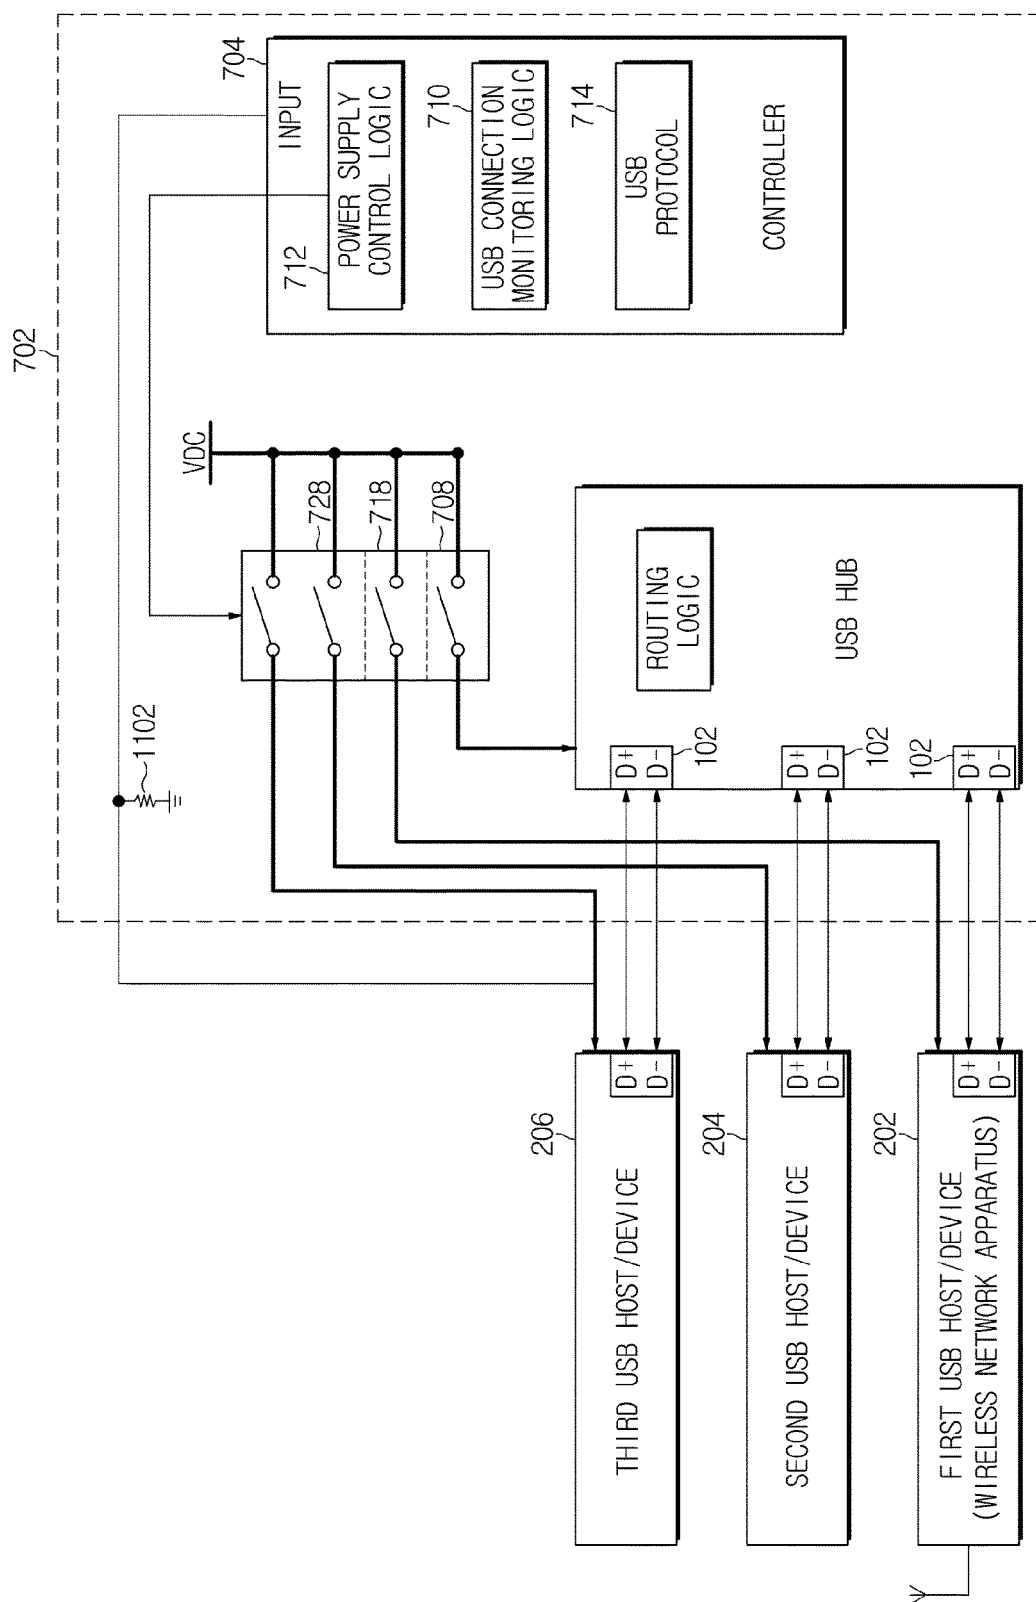 702
704
INPUT
712
POWER SUPPLY
CONTROL LOGIC
710
USB CONNECTION
MONITORING LOGIC
714
USB
PROTOCOL
CONTROLLER
VDC
728
718
708
1102
ROUTING
LOGIC
USB HUB
D+
D-
102
D+
D-
102
D+
D-
102
206
D+
D-
THIRD USB HOST/DEVICE
204
D+
D-
SECOND USB HOST/DEVICE
202
D+
D-
FIRST USB HOST/DEVICE
(WIRELESS NETWORK APPARATUS)